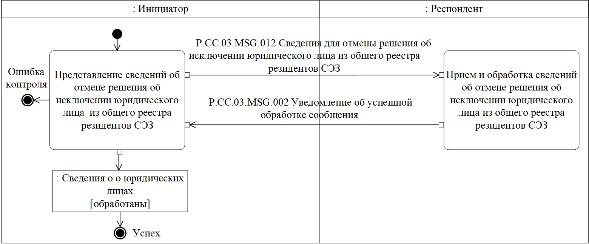 : Инициатор
: Респондент
P.CC.03.MSG.012 Сведения для отмены решения об
исключении юридического лица из общего реестра
резидентов СЭЗ
Ошибка
контроля
Представление сведений об
отмене решения об
исключении юридического
лица из общего реестра
резидентов СЭЗ
Прием и обработка сведений
об отмене решения об
исключении юридического
лица из общего реестра
резидентов СЭЗ
P.CC.03.MSG.002 Уведомление об успешной
обработке сообщения
: Сведения о о юридических
лицах
[обработаны]
Успех